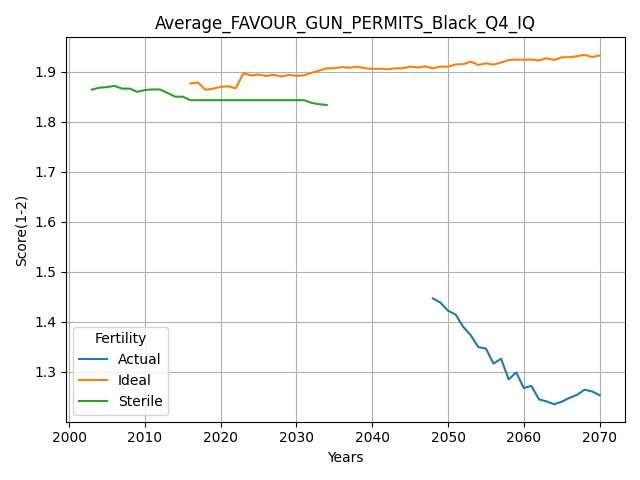 Average_FAVOUR_GUN_PERMITS_Black_Q4_IQ
Score(1-2)
1.9
1.8
1.7
1.6
1.5
1.4
1.3
Fertility
Actual
Ideal
Sterile
2000 2010 2020 2030 2040 2050 2060 2070
Years